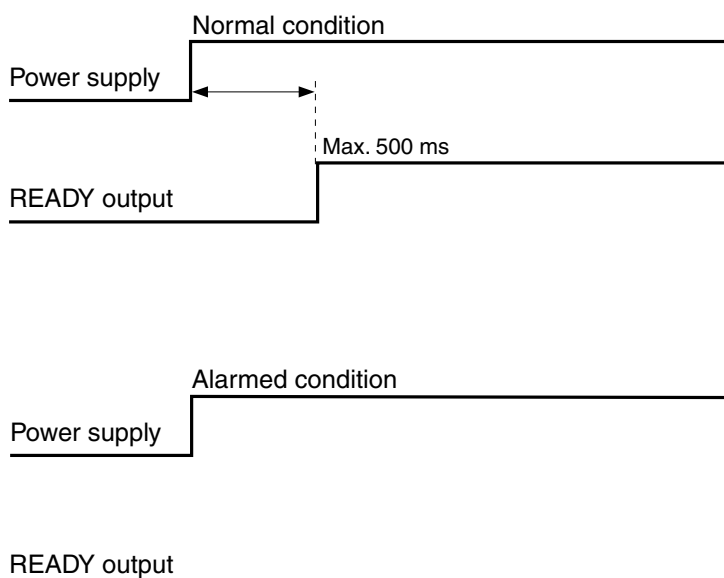 Normal condition
Power supply
Max. 500 ms
READY output
Alarmed condition
Power supply
READY output